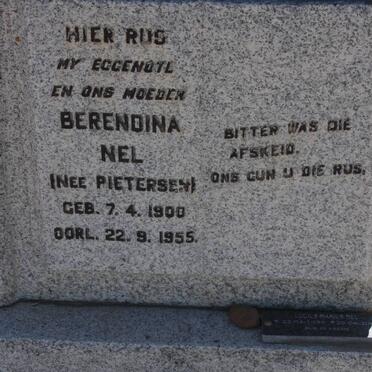 HIER RUS
MY EGGENOTE
EN ONS MOEDER
BERENDINA
NEL
(NEE PIETERSEN)
GEB. 7. 4. 1900
OORL. 22. 9. 1955.
BITTER WAS DIE
AFSKEID.
ONS GUN U DIE RUS.
NEL